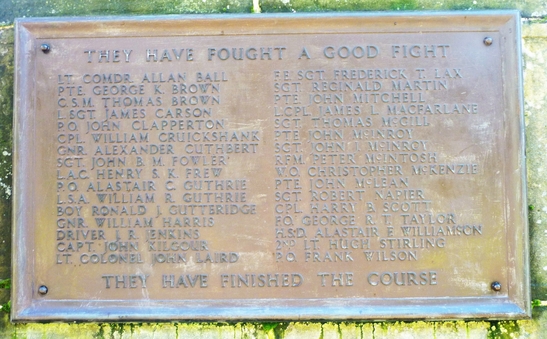 THEY HAVE FOUGHT A GOOD FIGHT
LT COMDR. ALLAN BALL
PTE. GEORGE K. BROWN
C.S.M. THOMAS BROWN
L.SGT JAMES CARSON
P.O. JOHN CLAPPERTON
CPL WILLIAM CRUICKSHANK
GNR. ALEXANDER CUTHBERT
SGT. JOHN B. M. FOWLER
L.A.C. HENRY S. K. FREW
P.O. ALASTAIR C. GUTHRIE
L.S.A. WILLIAM R. GUTHRIE
BOY RONALD J. GUTTERIDGE
GNR. WILLIAM HARRIS
DRIVER J. R. JENKINS
CAPT. JOHN KILGOUR
LT. COLONEL JOHN LAIRD
SGT. FREDERICK T. LAX
SGT REGINALD MARTIN
PTE. JOHN MITCHELL
L.CPL JAMES L. MACFARLANE
SGT. THOMAS McGILL
PTE. JOHN McINROY
SGT. JOHN McINROY
RFM. PETER McINTOSH
W.O. CHRISTOPHER McKENZIE
PTE. JOHN McLEAN
SGT. ROBERT NAPIER
CPL HARRY B. SCOTT
F.O. GEORGE R. W. TAYLOR
ALASTAIR F. WILLIAMSON
2ND LT HUGH STIRLING
P.O. FRANK WILSON
THEY HAVE FINISHED THE COURSE